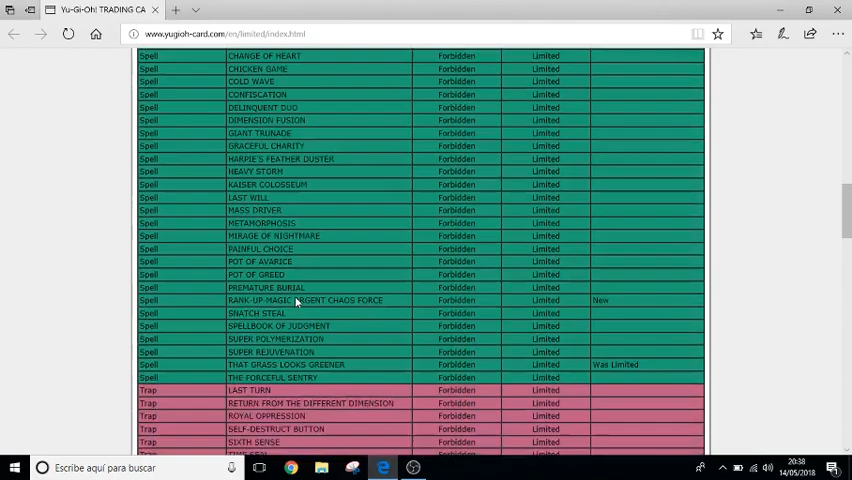 Yu-Gi-Oh! TRADING CA
www.yugioh-card.com/en/limited/index.html
Spell CHANGE OF HEART Forbidden Limited
Spell CHICKEN GAME Forbidden Limited
Spell COLD WAVE Forbidden Limited
Spell CONFISCATION Forbidden Limited
Spell DELINQUENT DUO Forbidden Limited
Spell DIMENSION FUSION Forbidden Limited
Spell GIANT TRUNADE Forbidden Limited
Spell GRACEFUL CHARITY Forbidden Limited
Spell HARPIE'S FEATHER DUSTER Forbidden Limited
Spell HEAVY STORM Forbidden Limited
Spell KAISER COLOSSEUM Forbidden Limited
Spell LAST WILL Forbidden Limited
Spell MASS DRIVER Forbidden Limited
Spell METAMORPHOSIS Forbidden Limited
Spell MIRAGE OF NIGHTMARE Forbidden Limited
Spell PAINFUL CHOICE Forbidden Limited
Spell POT OF AVARICE Forbidden Limited
Spell POT OF GREED Forbidden Limited
Spell PREMATURE BURIAL Forbidden Limited
Spell RANK-UP-MAGIC ARGENT CHAOS FORCE Forbidden Limited New
Spell SNATCH STEAL Forbidden Limited
Spell SPELLBOOK OF JUDGMENT Forbidden Limited
Spell SUPER POLYMERIZATION Forbidden Limited
Spell SUPER REJUVENATION Forbidden Limited
Spell THAT GRASS LOOKS GREENER Forbidden Limited Was Limited
Spell THE FORCEFUL SENTRY Forbidden Limited
Trap LAST TURN Forbidden Limited
Trap RETURN FROM THE DIFFERENT DIMENSION Forbidden Limited
Trap ROYAL OPPRESSION Forbidden Limited
Trap SELF-DESTRUCT BUTTON Forbidden Limited
Trap SIXTH SENSE Forbidden Limited
Trap TIME SEAL Forbidden Limited
Escribe aquí para buscar
20:38
14/05/2018